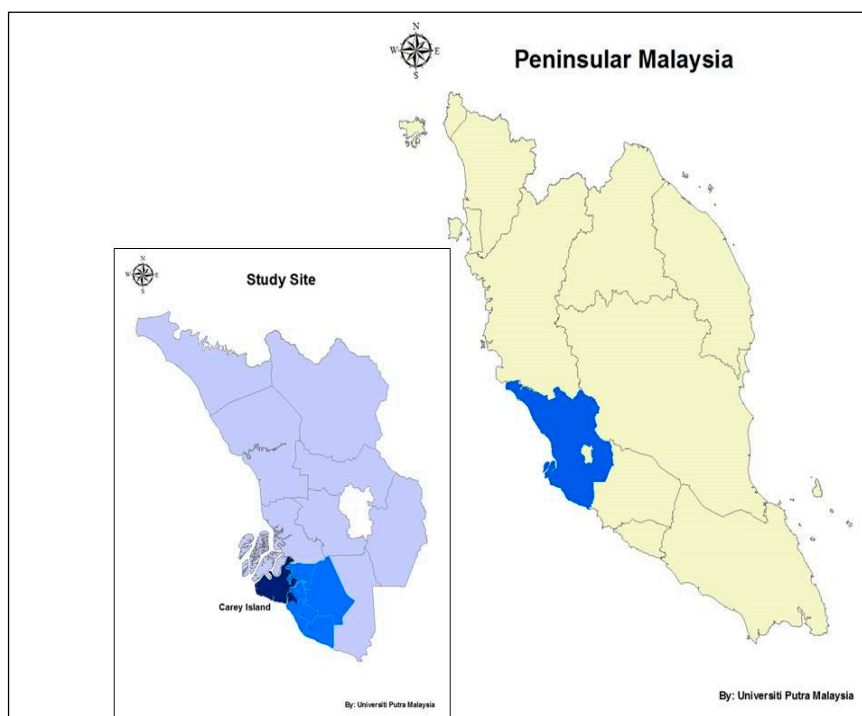 N
W E
S
Peninsular Malaysia
N
W E
S
Study Site
Carey Island
By: Universiti Putra Malaysia
By: Universiti Putra Malaysia